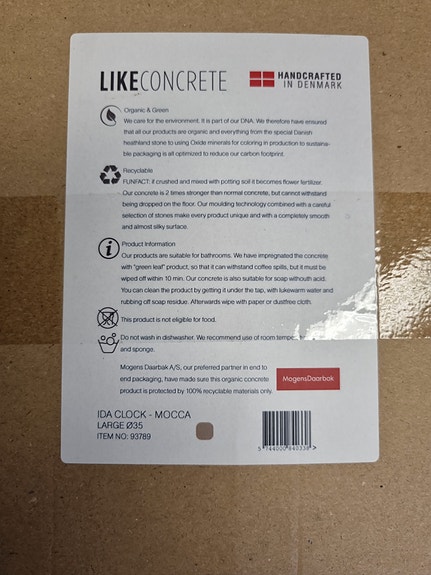 LIKECONCRETE
HANDCRAFTED
IN DENMARK
Organic & Green
We care for the environment. It is part of our DNA. We therefore have ensured
that all our products are organic and everything from the special Danish
heathland stone to using Oxide minerals for coloring in production to sustaina-
ble packaging is all optimized to reduce our carbon footprint.
Recyclable
FUNFACT: if crushed and mixed with potting soil it becomes flower fertilizer.
Our concrete is 2 times stronger than normal concrete, but cannot withstand
being dropped on the floor. Our moulding technology combined with a careful
selection of stones make every product unique and with a completely smooth
and almost silky surface.
Product Information
Our products are suitable for bathrooms. We have impregnated the concrete
with "green leaf" product, so that it can withstand coffee spills, but it must be
wiped off within 10 min. Our concrete is also suitable for soap without acid.
You can clean the product by getting it under the tap, with lukewarm water and
rubbing off soap residue. Afterwards wipe with paper or dustfree cloth.
This product is not eligible for food.
Do not wash in dishwasher. We recommend use of room tempe
and sponge.
Mogens Daarbak A/S, our preferred partner in end to
end packaging, have made sure this organic concrete
product is protected by 100% recyclable materials only.
MogensDaarbak
IDA CLOCK - MOCCA
LARGE Ø35
ITEM NO: 93789
5 744000 840338 >